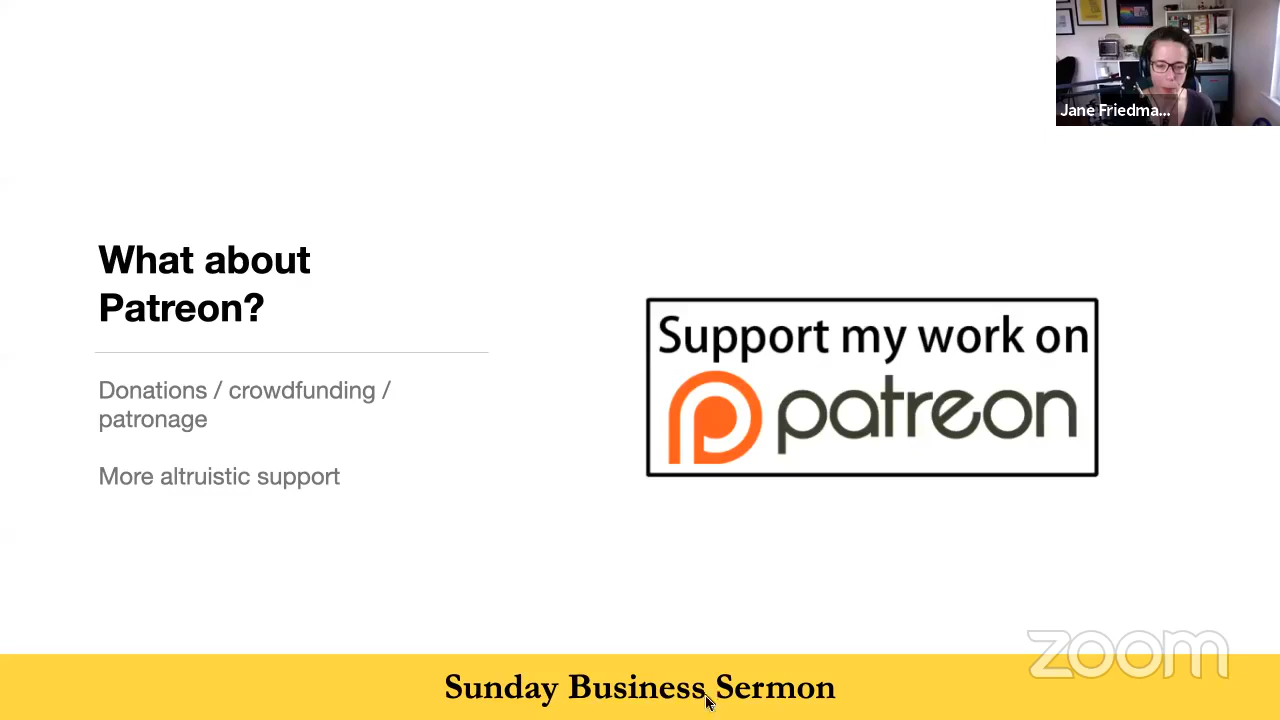 Jane Friedma...
What about
Patreon?
Donations / crowdfunding /
patronage
More altruistic support
Support my work on
patreon
zoom
Sunday Business Sermon